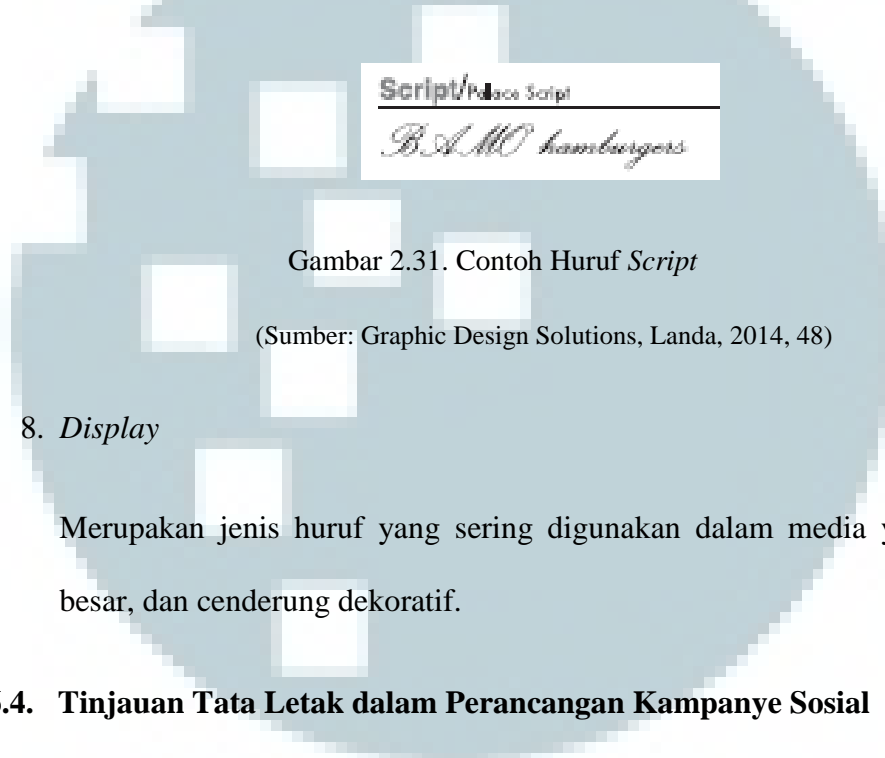 Script/Palace Script
BAMO hamburgers
Gambar 2.31. Contoh Huruf Script
(Sumber: Graphic Design Solutions, Landa, 2014, 48)
8. Display
Merupakan jenis huruf yang sering digunakan dalam media
besar, dan cenderung dekoratif.
.4. Tinjauan Tata Letak dalam Perancangan Kampanye Sosial